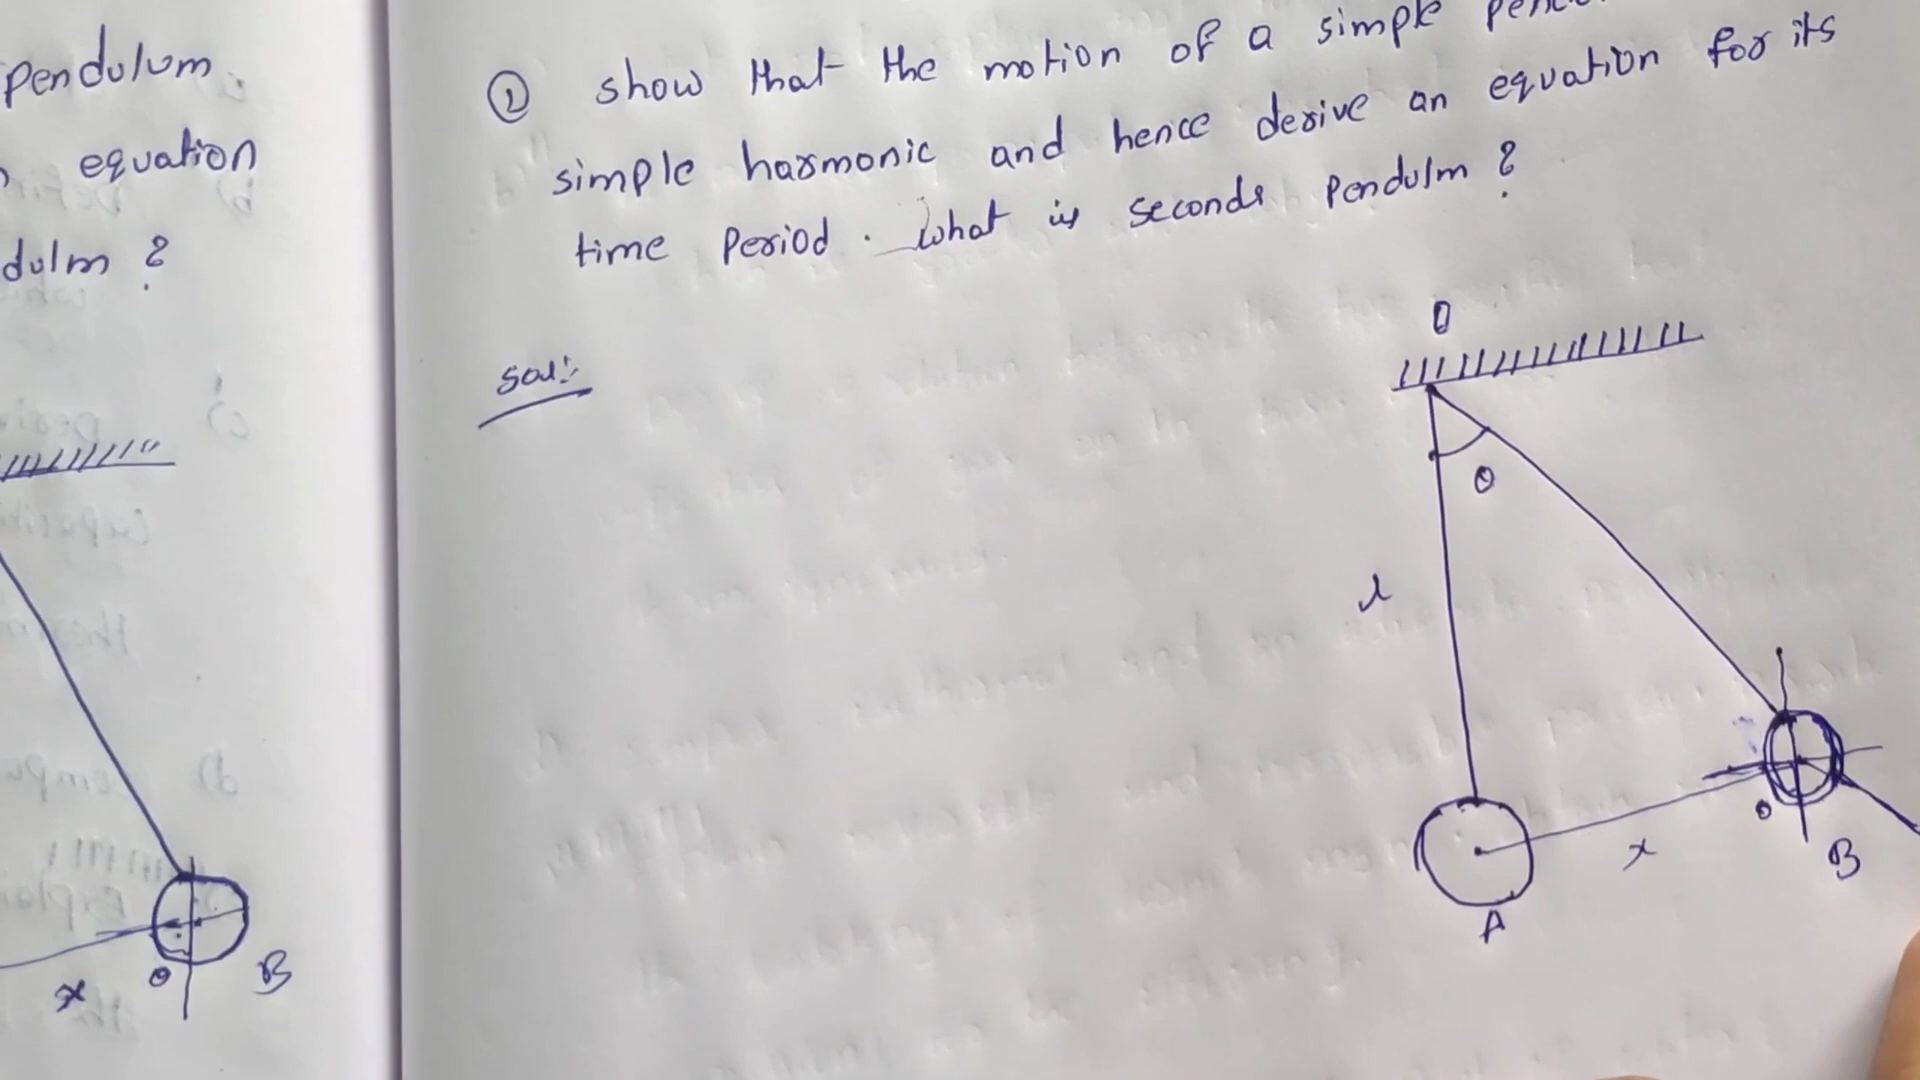 Pendulum.
equation
dulm ?
x
θ
B
① show that the motion of a simple
simple harmonic and hence derive an equation for its
time Period. What is seconds Pendulm ?
Sol:-
O
θ
l
x
θ
B
A